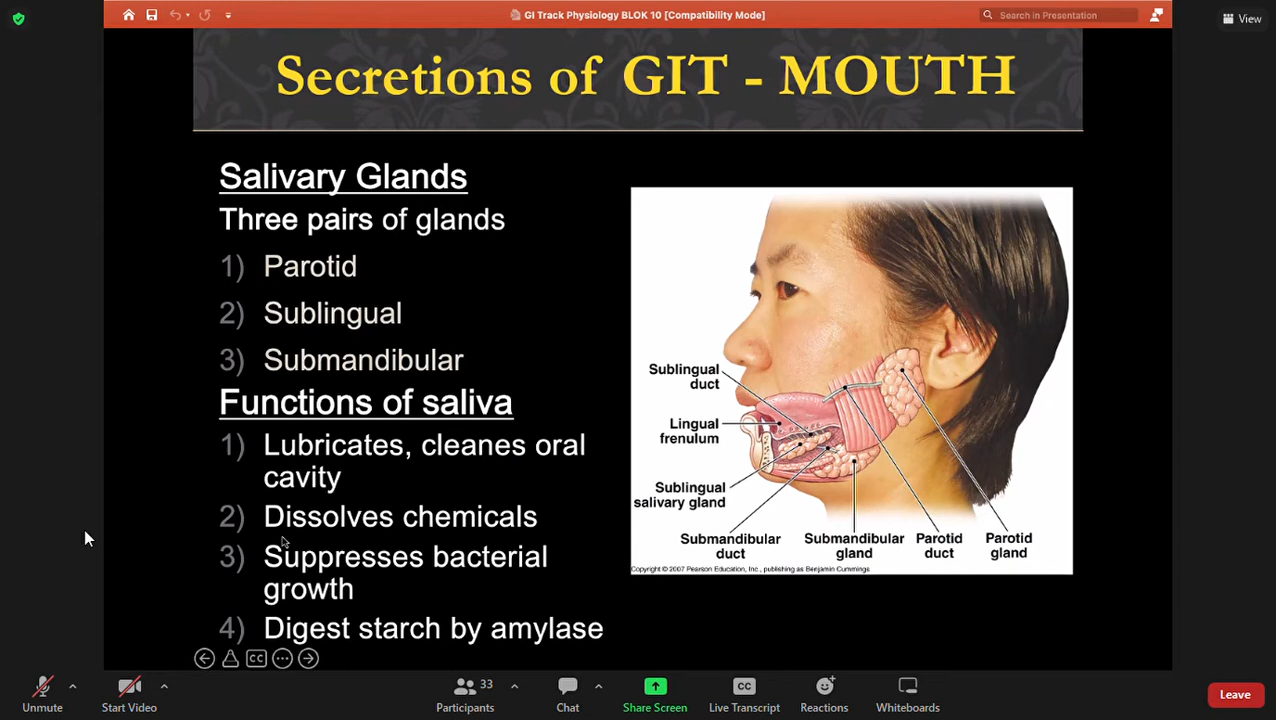 GI Track Physiology BLOK 10 [Compatibility Mode]
Search in Presentation
View
Secretions of GIT - MOUTH
Salivary Glands
Three pairs of glands
1) Parotid
2) Sublingual
3) Submandibular
Functions of saliva
1) Lubricates, cleanes oral
cavity
2) Dissolves chemicals
3) Suppresses bacterial
growth
4) Digest starch by amylase
Sublingual
duct
Lingual
frenulum
Sublingual
salivary gland
Submandibular
duct
Submandibular
gland
Parotid
duct
Parotid
gland
Copyright © 2007 Pearson Education, Inc., publishing as Benjamin Cummings
CC
Unmute
Start Video
33
Participants
Chat
Share Screen
CC
Live Transcript
Reactions
Whiteboards
Leave